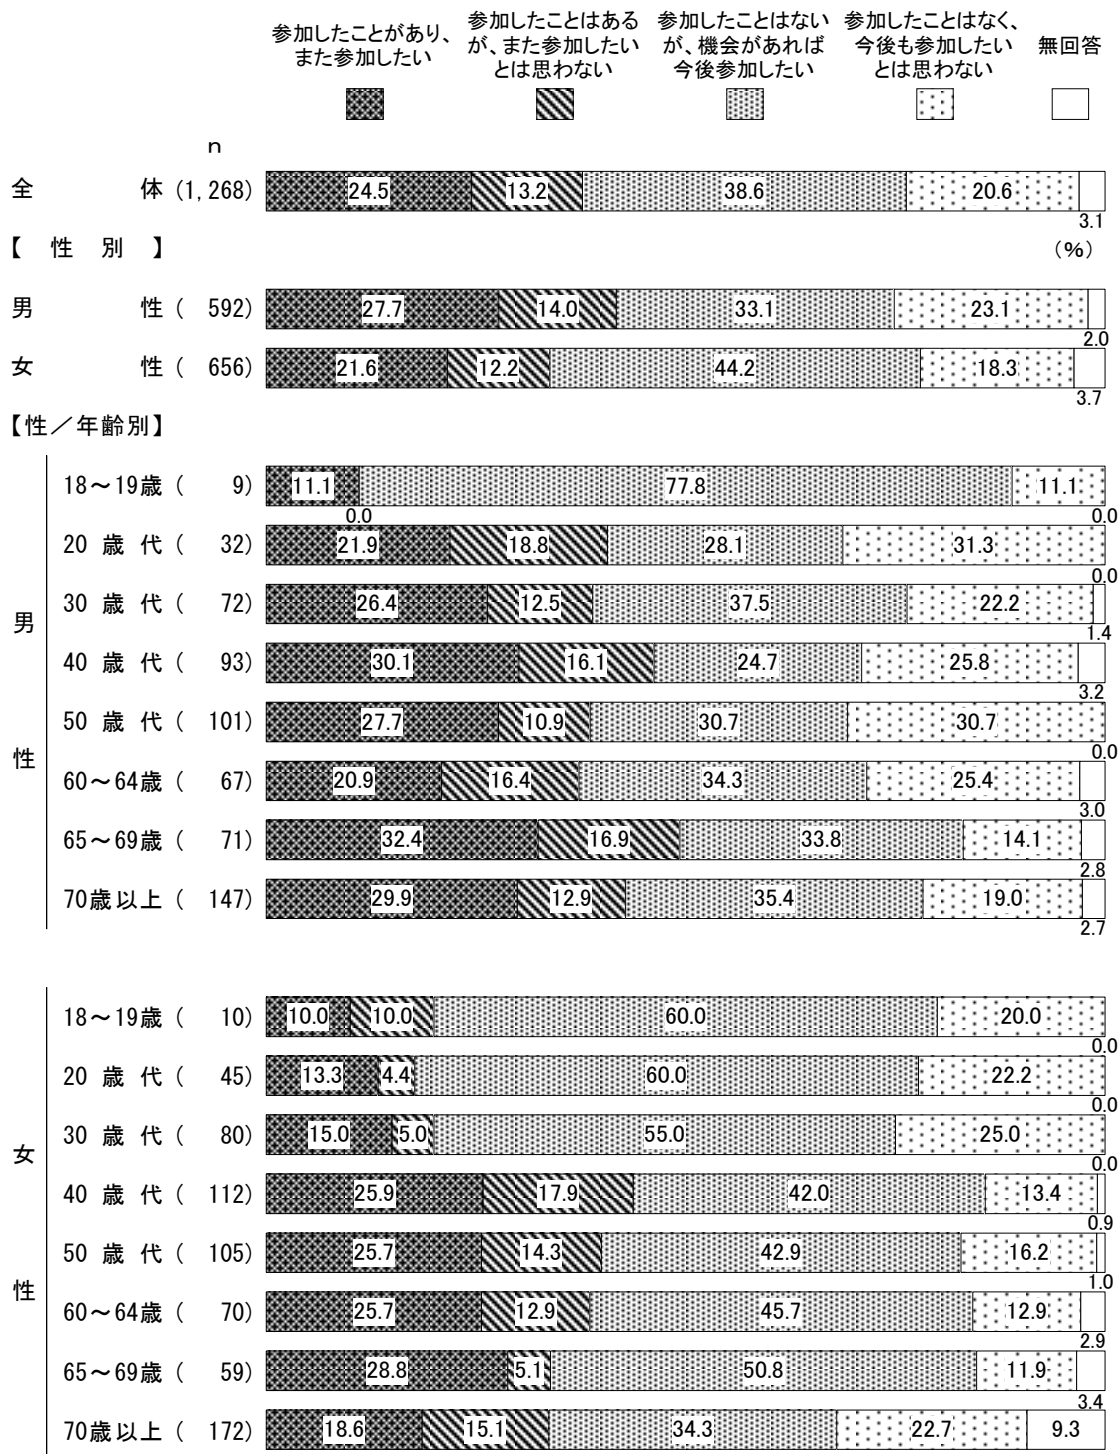 参加したことがあり、
また参加したい
参加したことはある
が、また参加したい
とは思わない
参加したことはない
が、機会があれば
今後参加したい
参加したことはなく、
今後も参加したい
とは思わない
無回答
n
全　体 (1,268) 24.5 13.2 38.6 20.6 3.1
【 性 別 】 (%)
男　性 ( 592) 27.7 14.0 33.1 23.1 2.0
女　性 ( 656) 21.6 12.2 44.2 18.3 3.7
【性／年齢別】
男性
18～19歳 ( 9) 11.1 0.0 77.8 11.1 0.0
20 歳 代 ( 32) 21.9 18.8 28.1 31.3 0.0
30 歳 代 ( 72) 26.4 12.5 37.5 22.2 1.4
40 歳 代 ( 93) 30.1 16.1 24.7 25.8 3.2
50 歳 代 ( 101) 27.7 10.9 30.7 30.7 0.0
60～64歳 ( 67) 20.9 16.4 34.3 25.4 3.0
65～69歳 ( 71) 32.4 16.9 33.8 14.1 2.8
70歳以上 ( 147) 29.9 12.9 35.4 19.0 2.7
女性
18～19歳 ( 10) 10.0 10.0 60.0 20.0 0.0
20 歳 代 ( 45) 13.3 4.4 60.0 22.2 0.0
30 歳 代 ( 80) 15.0 5.0 55.0 25.0 0.0
40 歳 代 ( 112) 25.9 17.9 42.0 13.4 0.9
50 歳 代 ( 105) 25.7 14.3 42.9 16.2 1.0
60～64歳 ( 70) 25.7 12.9 45.7 12.9 2.9
65～69歳 ( 59) 28.8 5.1 50.8 11.9 3.4
70歳以上 ( 172) 18.6 15.1 34.3 22.7 9.3